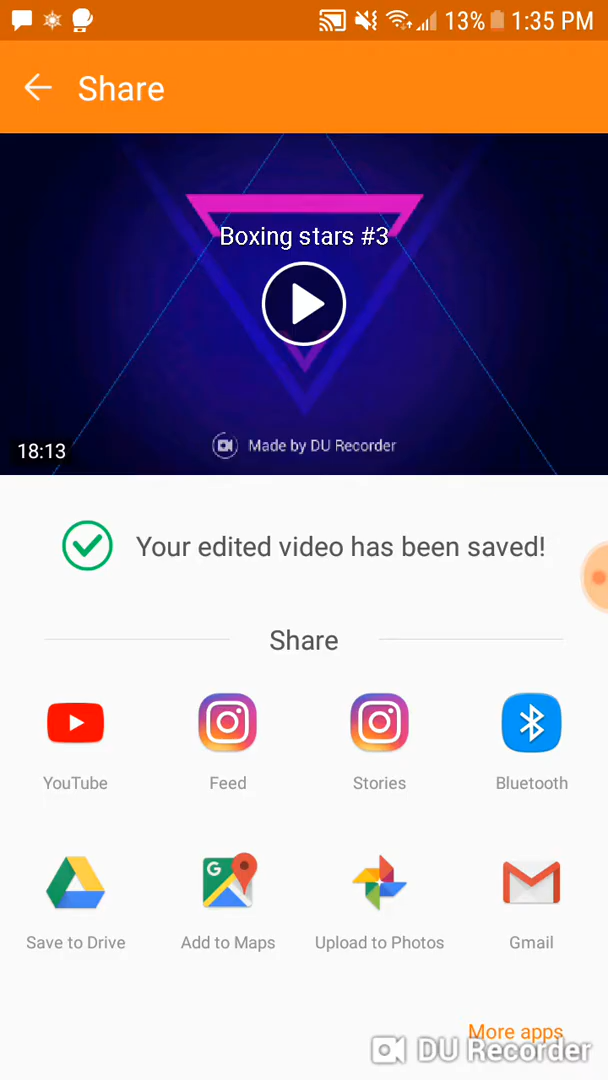 13% 1:35 PM
Share
Boxing stars #3
Made by DU Recorder
18:13
Your edited video has been saved!
Share
YouTube Feed Stories Bluetooth
G
Save to Drive Add to Maps Upload to Photos Gmail
More apps
DU Recorder